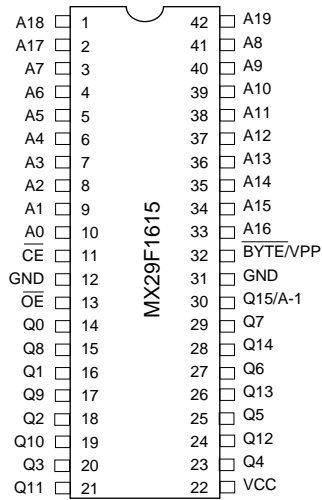 A18 1 42 A19
A17 2 41 A8
A7 3 40 A9
A6 4 39 A10
A5 5 38 A11
A4 6 37 A12
A3 7 36 A13
A2 8 35 A14
A1 9 34 A15
A0 10 33 A16
C̅E̅ 11 32 B̅Y̅T̅E̅/VPP
GND 12 31 GND
O̅E̅ 13 30 Q15/A-1
Q0 14 29 Q7
Q8 15 28 Q14
Q1 16 27 Q6
Q9 17 26 Q13
Q2 18 25 Q5
Q10 19 24 Q12
Q3 20 23 Q4
Q11 21 22 VCC
MX29F1615